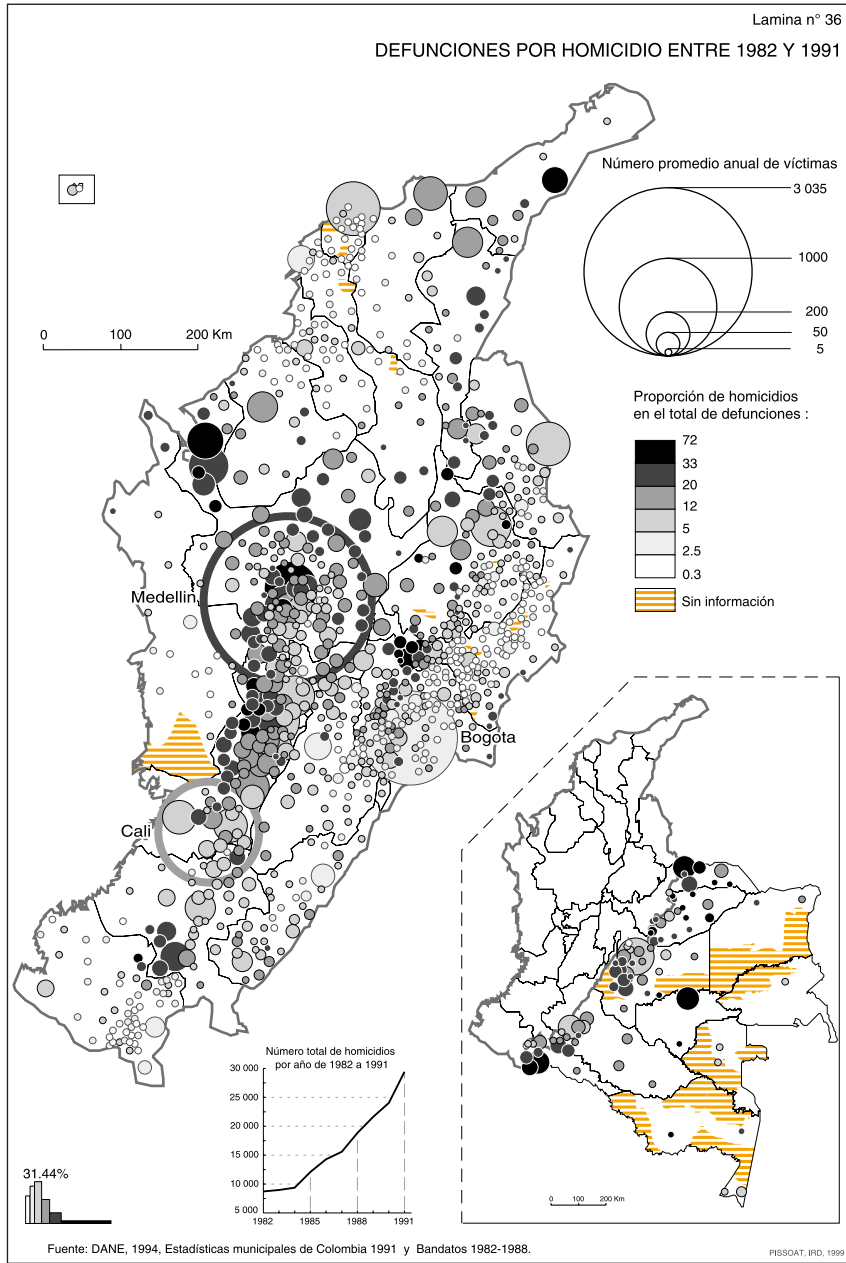 Lamina n° 36
DEFUNCIONES POR HOMICIDIO ENTRE 1982 Y 1991
Número promedio anual de víctimas
3 035
1000
200
50
5
0 100 200 Km
Proporción de homicidios
en el total de defunciones :
72
33
20
12
5
2.5
0.3
Sin información
Medellin
Bogota
Cali
Número total de homicidios
por año de 1982 a 1991
30 000
25 000
20 000
15 000
10 000
5 000
1982 1985 1988 1991
31.44%
0 100 200 Km
Fuente: DANE, 1994, Estadísticas municipales de Colombia 1991 y Bandatos 1982-1988.
PISSOAT, IRD, 1999